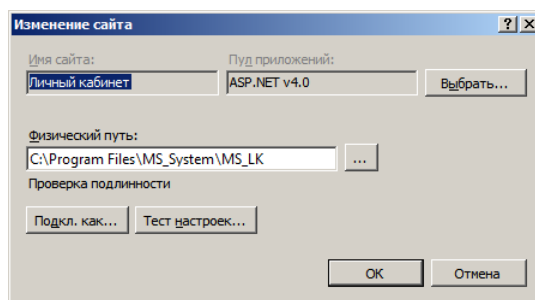 Изменение сайта
Имя сайта: Пул приложений:
Личный кабинет ASP.NET v4.0 Выбрать...
Физический путь:
C:\Program Files\MS_System\MS_LK ...
Проверка подлинности
Подкл. как... Тест настроек...
ОК Отмена